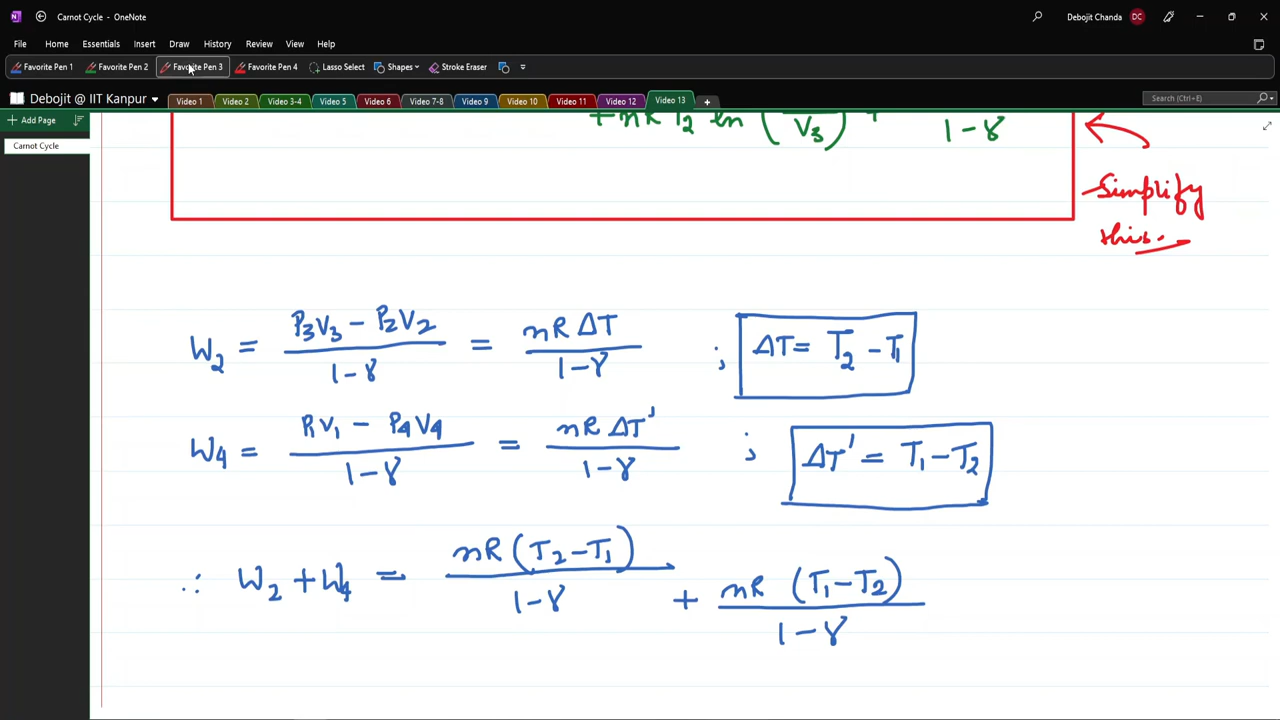 Carnot Cycle - OneNote
Debojit Chanda DC
File Home Essentials Insert Draw History Review View Help
Favorite Pen 1 Favorite Pen 2 Favorite Pen 3 Favorite Pen 4 Lasso Select Shapes Stroke Eraser
Debojit @ IIT Kanpur Video 1 Video 2 Video 3-4 Video 5 Video 6 Video 7-8 Video 9 Video 10 Video 11 Video 12 Video 13 + Search (Ctrl+E)
Add Page
Carnot Cycle
+nRT₂ ln ( V₃ ) + 1-γ
Simplify
this.
W₂ = (P₃V₃ - P₂V₂)/(1-γ) = nRΔT/(1-γ) ; ΔT = T₂ - T₁
W₄ = (P₁V₁ - P₄V₄)/(1-γ) = nRΔT'/(1-γ) ; ΔT' = T₁ - T₂
∴ W₂ + W₄ = nR(T₂ - T₁)/(1-γ) + nR(T₁ - T₂)/(1-γ)